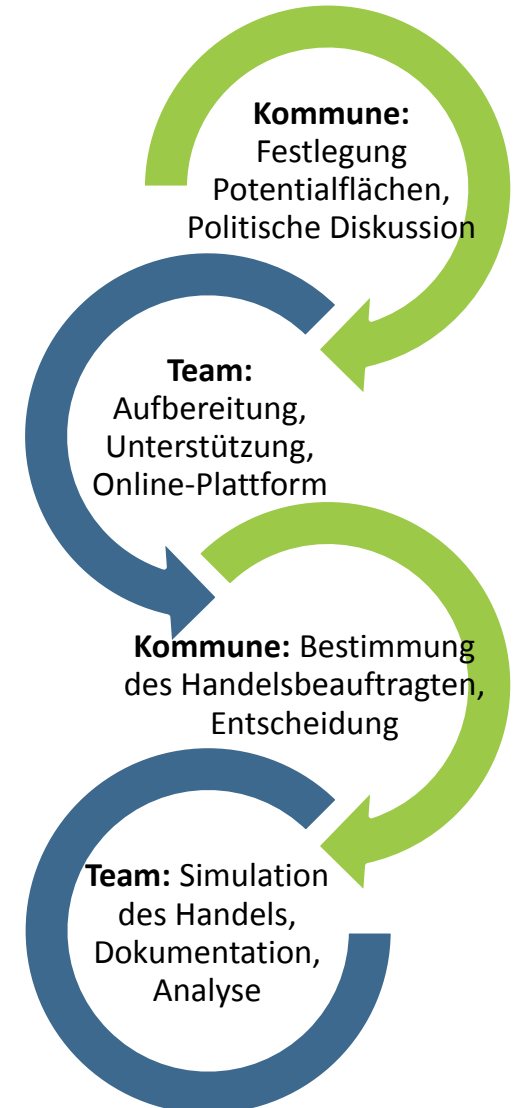 Kommune:
Festlegung
Potentialflächen,
Politische Diskussion
Team:
Aufbereitung,
Unterstützung,
Online-Plattform
Kommune: Bestimmung
des Handelsbeauftragten,
Entscheidung
Team: Simulation
des Handels,
Dokumentation,
Analyse